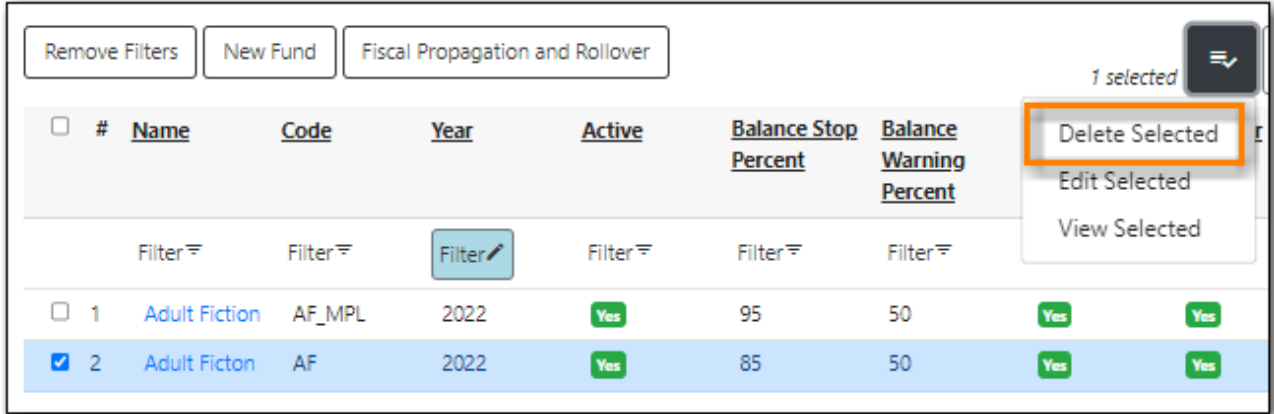 Remove Filters New Fund Fiscal Propagation and Rollover
1 selected
# Name Code Year Active Balance Stop Percent Balance Warning Percent
Delete Selected
Edit Selected
View Selected
Filter Filter Filter Filter Filter Filter
1 Adult Fiction AF_MPL 2022 Yes 95 50 Yes Yes
2 Adult Ficton AF 2022 Yes 85 50 Yes Yes